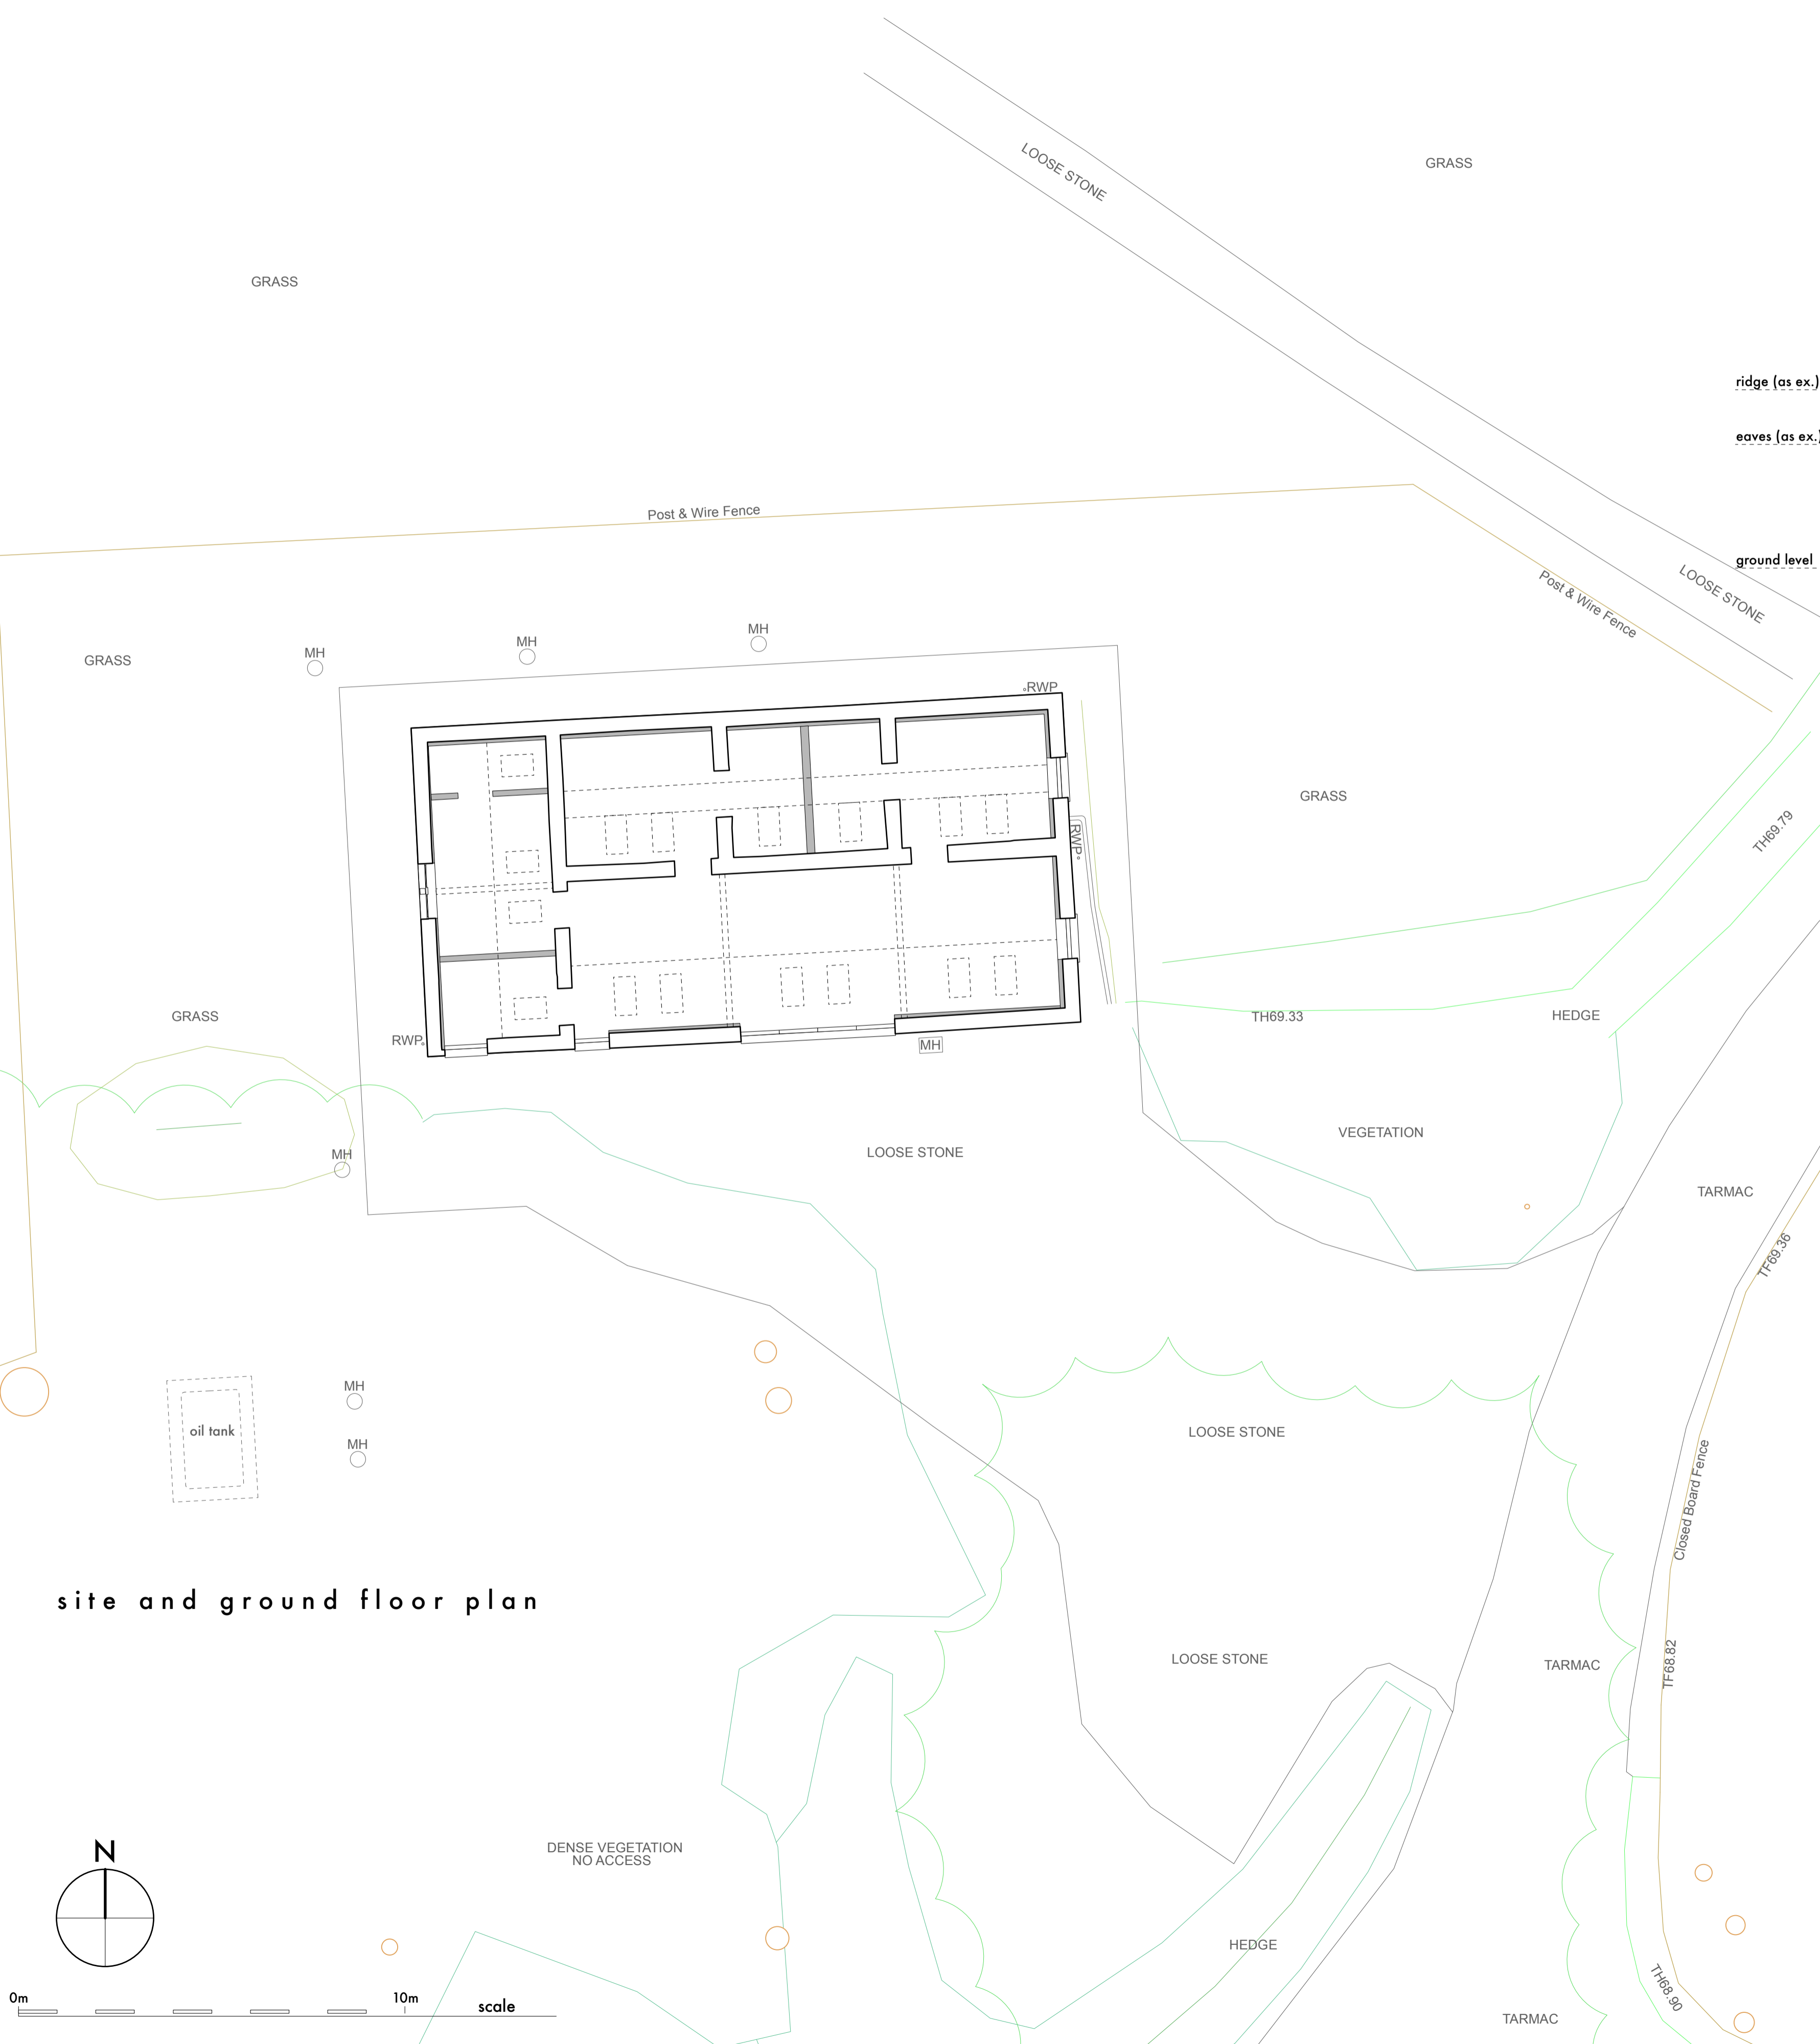 LOOSE STONE
GRASS
GRASS
ridge (as ex.)
eaves (as ex.)
Post & Wire Fence
ground level
LOOSE STONE
Post & Wire Fence
MH
MH
MH
GRASS
RWP
GRASS
TH69.79
RWP
GRASS
TH69.33
HEDGE
RWP
MH
VEGETATION
LOOSE STONE
MH
TARMAC
TF69.36
MH
oil tank
LOOSE STONE
MH
Closed Board Fence
site and ground floor plan
LOOSE STONE
TARMAC
TF68.82
N
DENSE VEGETATION
NO ACCESS
HEDGE
TH68.90
0m
10m
scale
TARMAC